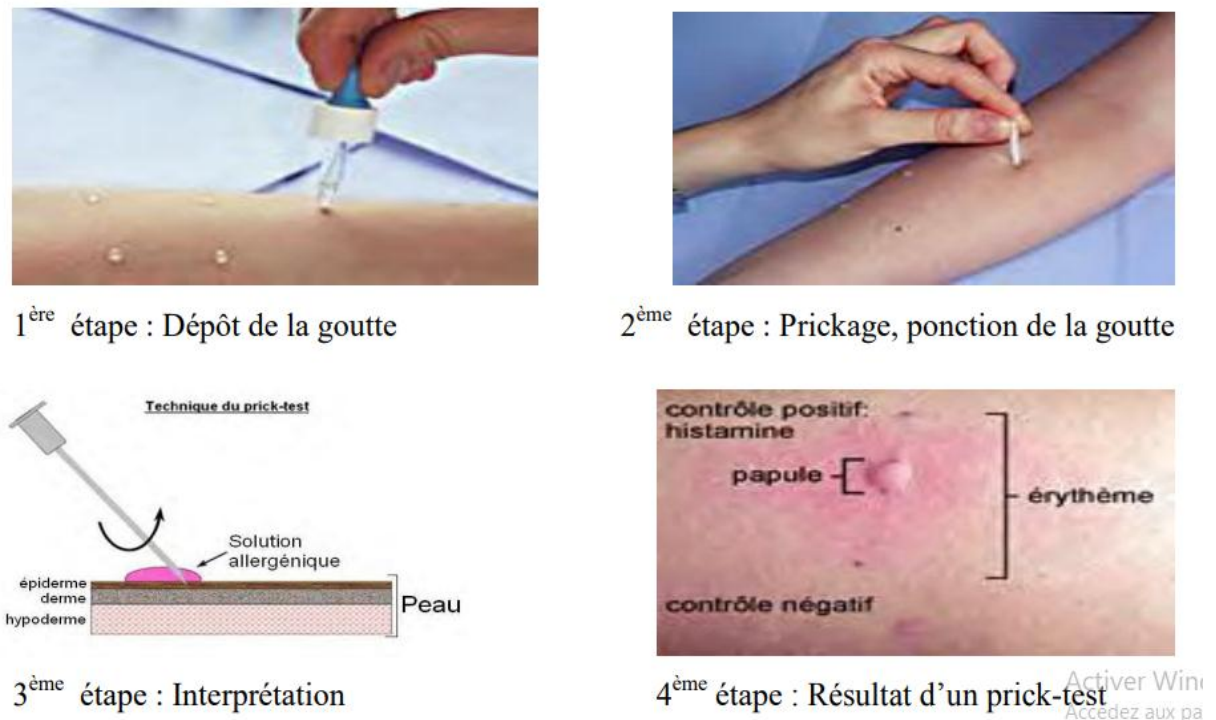 1ère étape : Dépôt de la goutte
2ème étape : Prickage, ponction de la goutte
Technique du prick-test
Solution
allergénique
épiderme
derme
hypoderme
Peau
contrôle positif:
histamine
papule
érythème
contrôle négatif
3ème étape : Interprétation
4ème étape : Résultat d’un prick-test
Activer Win
Accédez aux pa